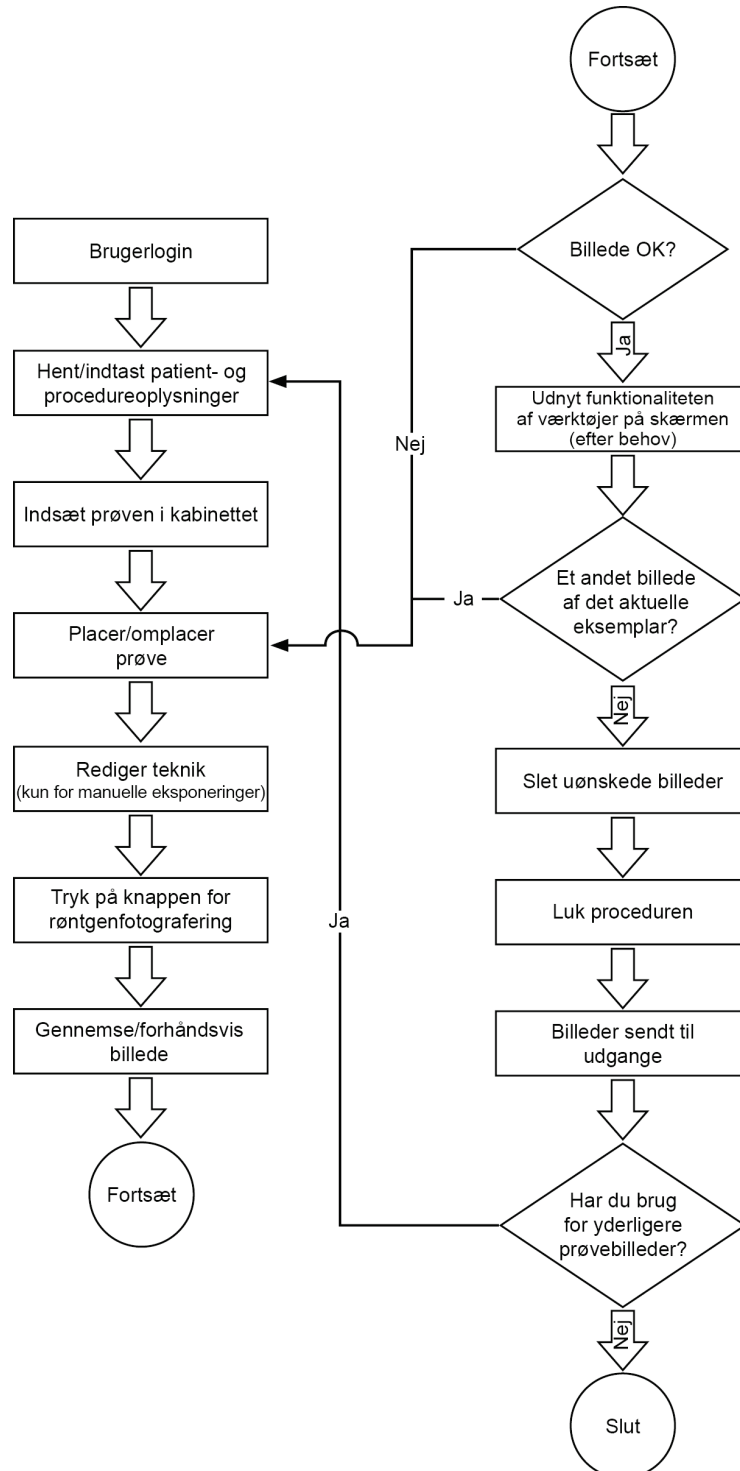 Brugerlogin
Hent/indtast patient- og
procedureoplysninger
Indsæt prøven i kabinettet
Placer/omplacer
prøve
Rediger teknik
(kun for manuelle eksponeringer)
Tryk på knappen for
røntgenfotografering
Gennemse/forhåndsvis
billede
Fortsæt
Fortsæt
Billede OK?
Nej
Ja
Udnyt funktionaliteten
af værktøjer på skærmen
(efter behov)
Et andet billede
af det aktuelle
eksemplar?
Ja
Nej
Slet uønskede billeder
Luk proceduren
Billeder sendt til
udgange
Har du brug
for yderligere
prøvebilleder?
Ja
Nej
Slut